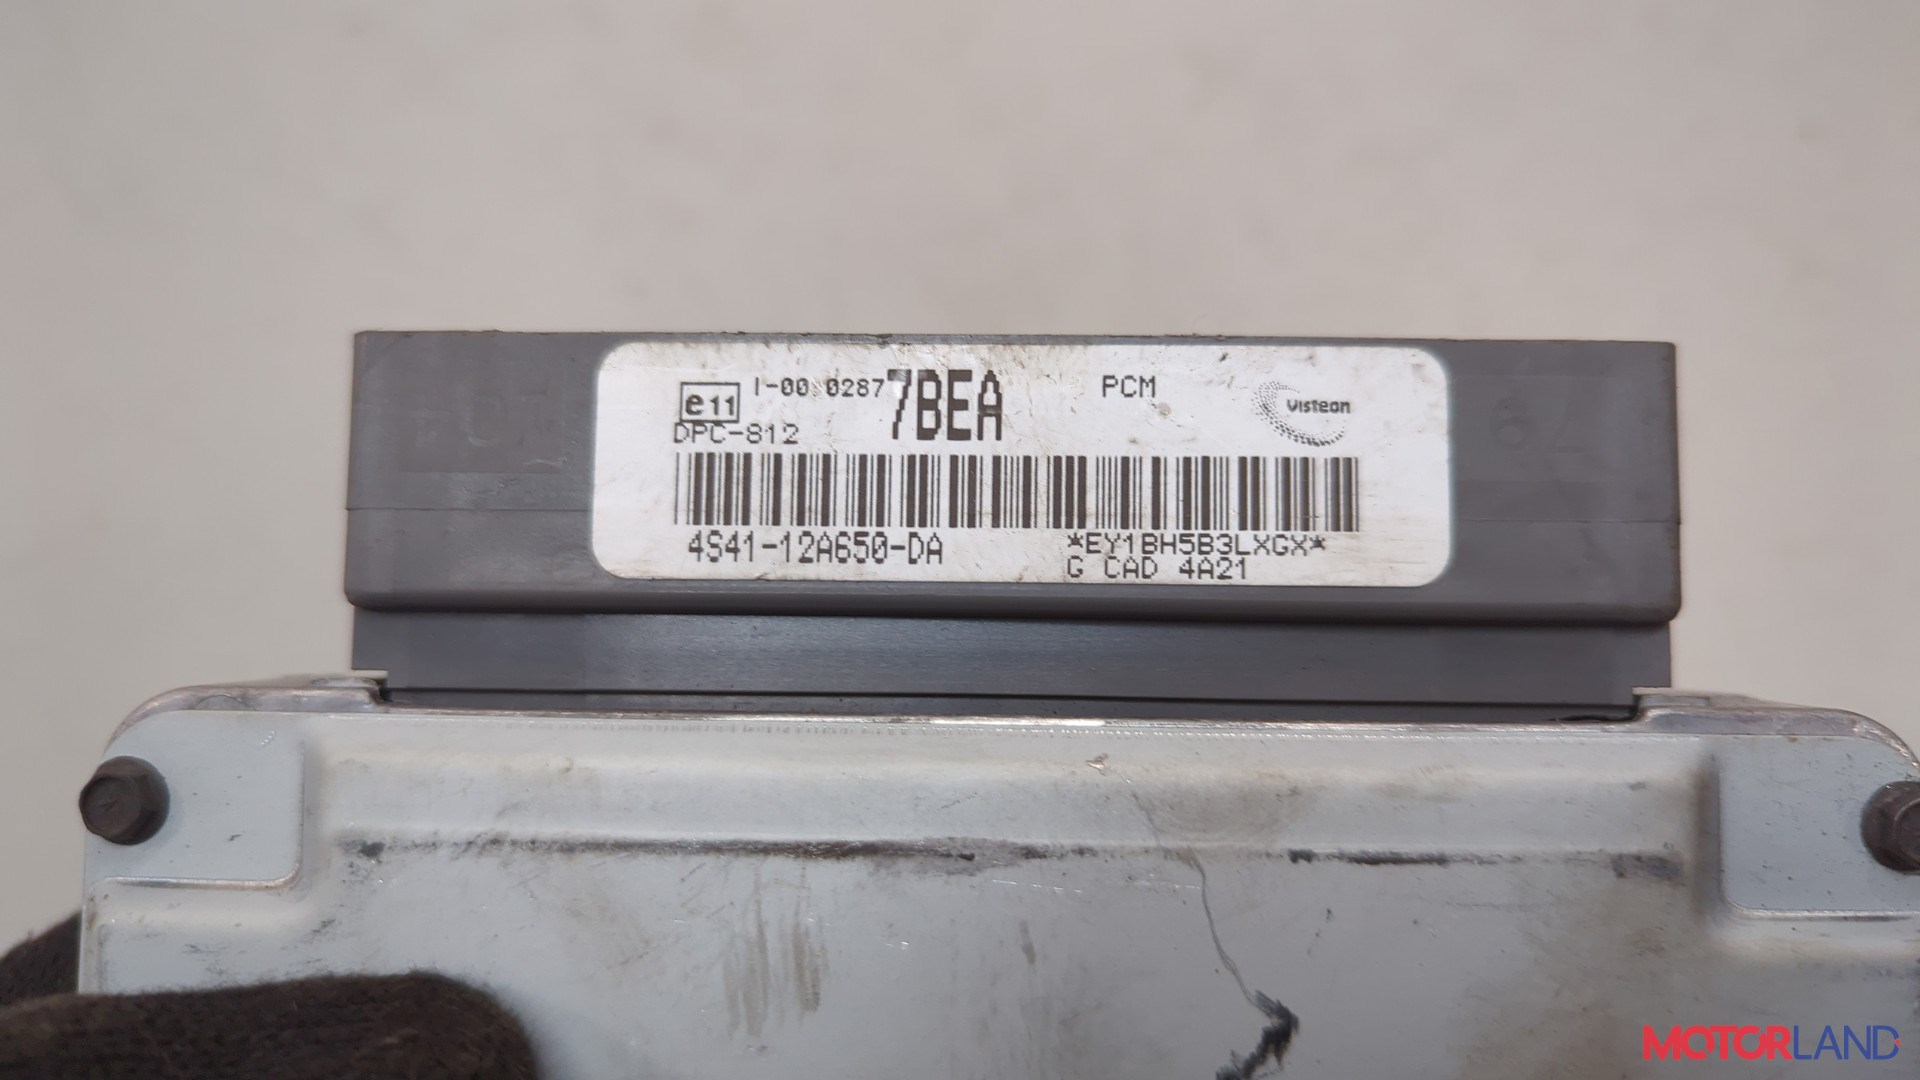 e11 I-00 0287 7BEA PCM Visteon
DPC-812
4S41-12A650-DA *EY1BH5B3LXGX*
G CAD 4A21
MOTORLAND